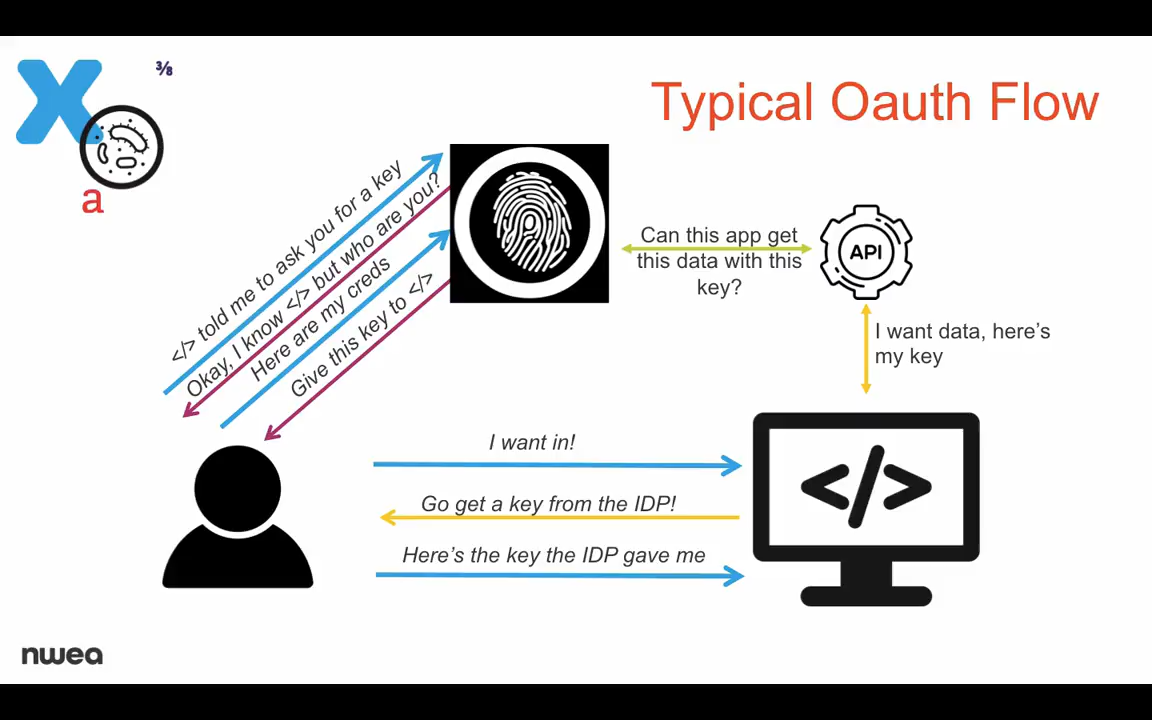 X
⅜
a
Typical Oauth Flow
</> told me to ask you for a key
Okay, I know </> but who are you?
Here are my creds
Give this key to </>
Can this app get
this data with this
key?
API
I want data, here's
my key
I want in!
Go get a key from the IDP!
Here's the key the IDP gave me
</>
nwea